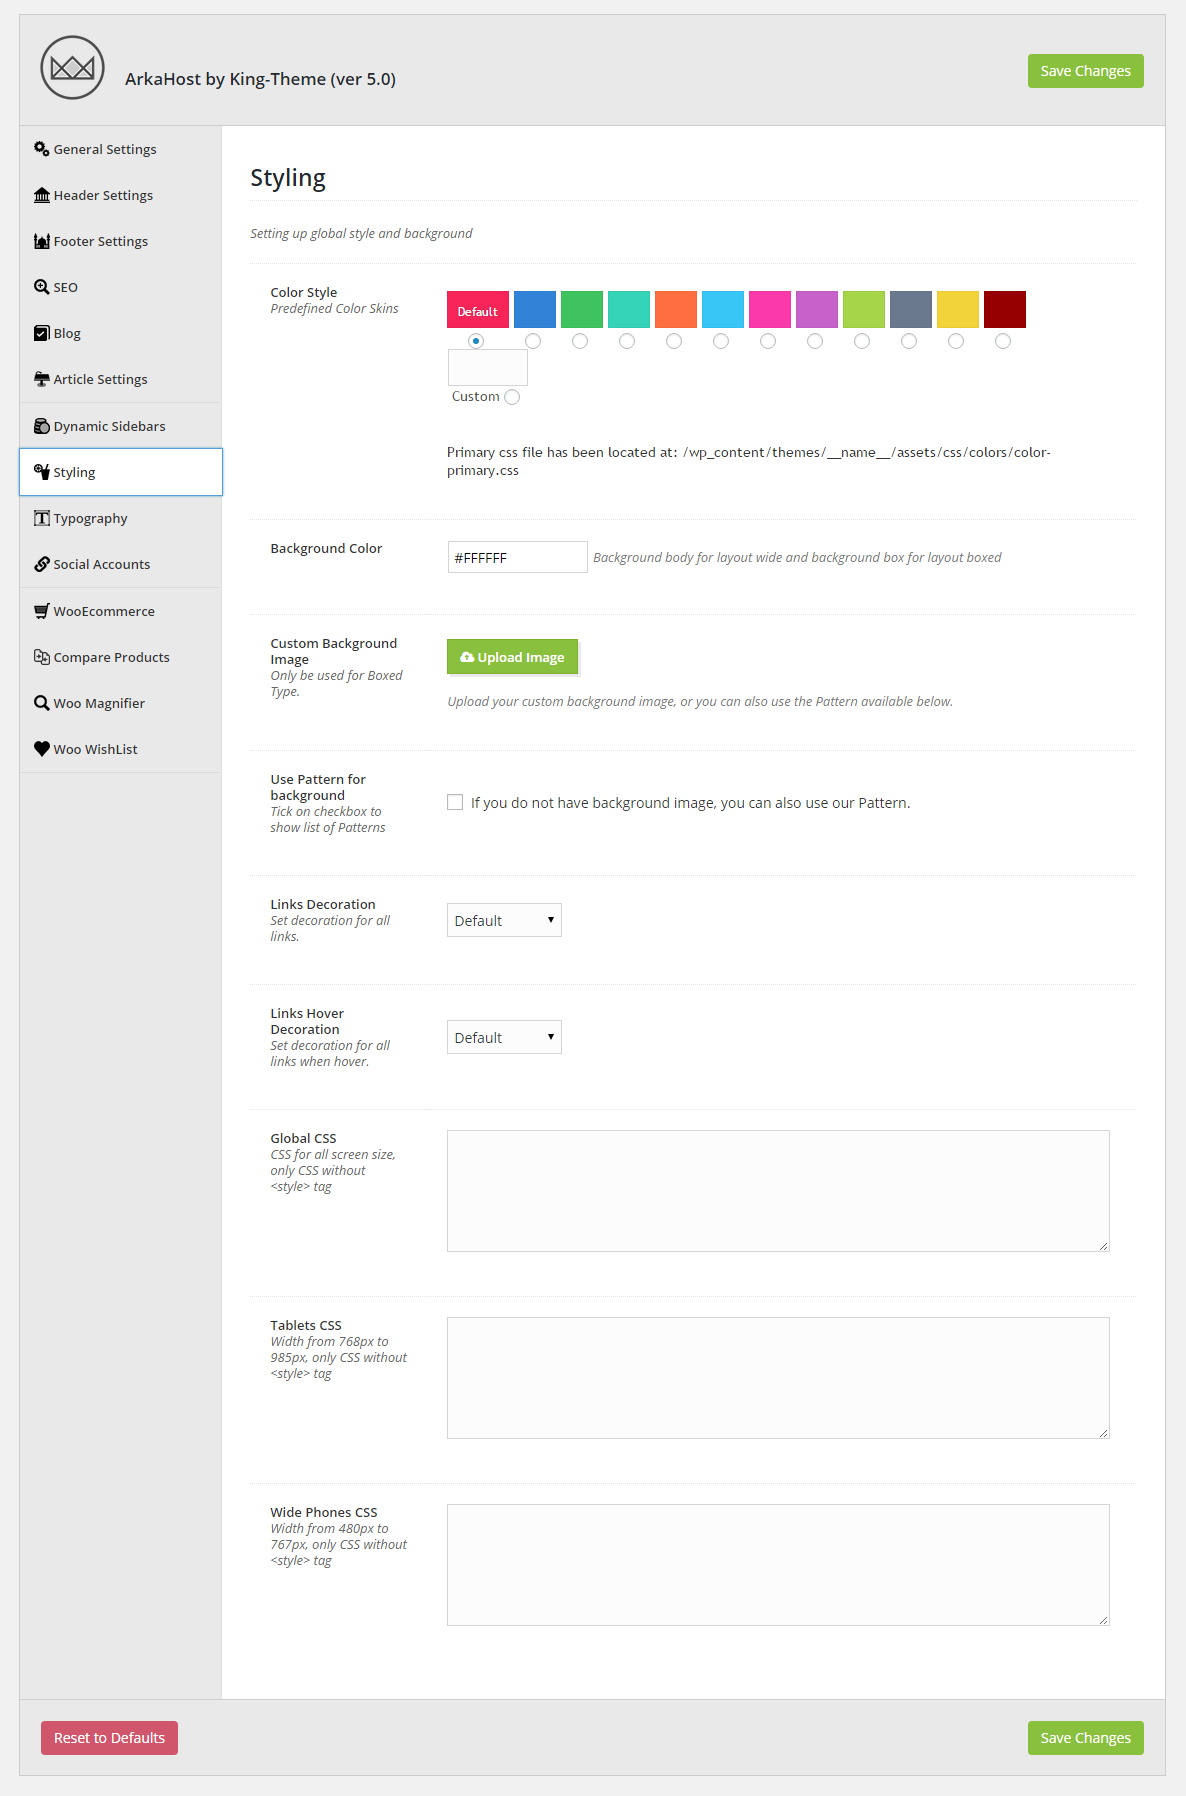 ArkaHost by King-Theme (ver 5.0)
Save Changes
General Settings
Header Settings
Footer Settings
SEO
Blog
Article Settings
Dynamic Sidebars
Styling
Typography
Social Accounts
WooEcommerce
Compare Products
Woo Magnifier
Woo WishList
Styling
Setting up global style and background
Color Style
Predefined Color Skins
Default
Custom
Primary css file has been located at: /wp_content/themes/__name__/assets/css/colors/color-
primary.css
Background Color
#FFFFFF
Background body for layout wide and background box for layout boxed
Custom Background
Image
Only be used for Boxed
Type.
Upload Image
Upload your custom background image, or you can also use the Pattern available below.
Use Pattern for
background
Tick on checkbox to
show list of Patterns
If you do not have background image, you can also use our Pattern.
Links Decoration
Set decoration for all
links.
Default
Links Hover
Decoration
Set decoration for all
links when hover.
Default
Global CSS
CSS for all screen size,
only CSS without
<style> tag
Tablets CSS
Width from 768px to
985px, only CSS without
<style> tag
Wide Phones CSS
Width from 480px to
767px, only CSS without
<style> tag
Reset to Defaults
Save Changes